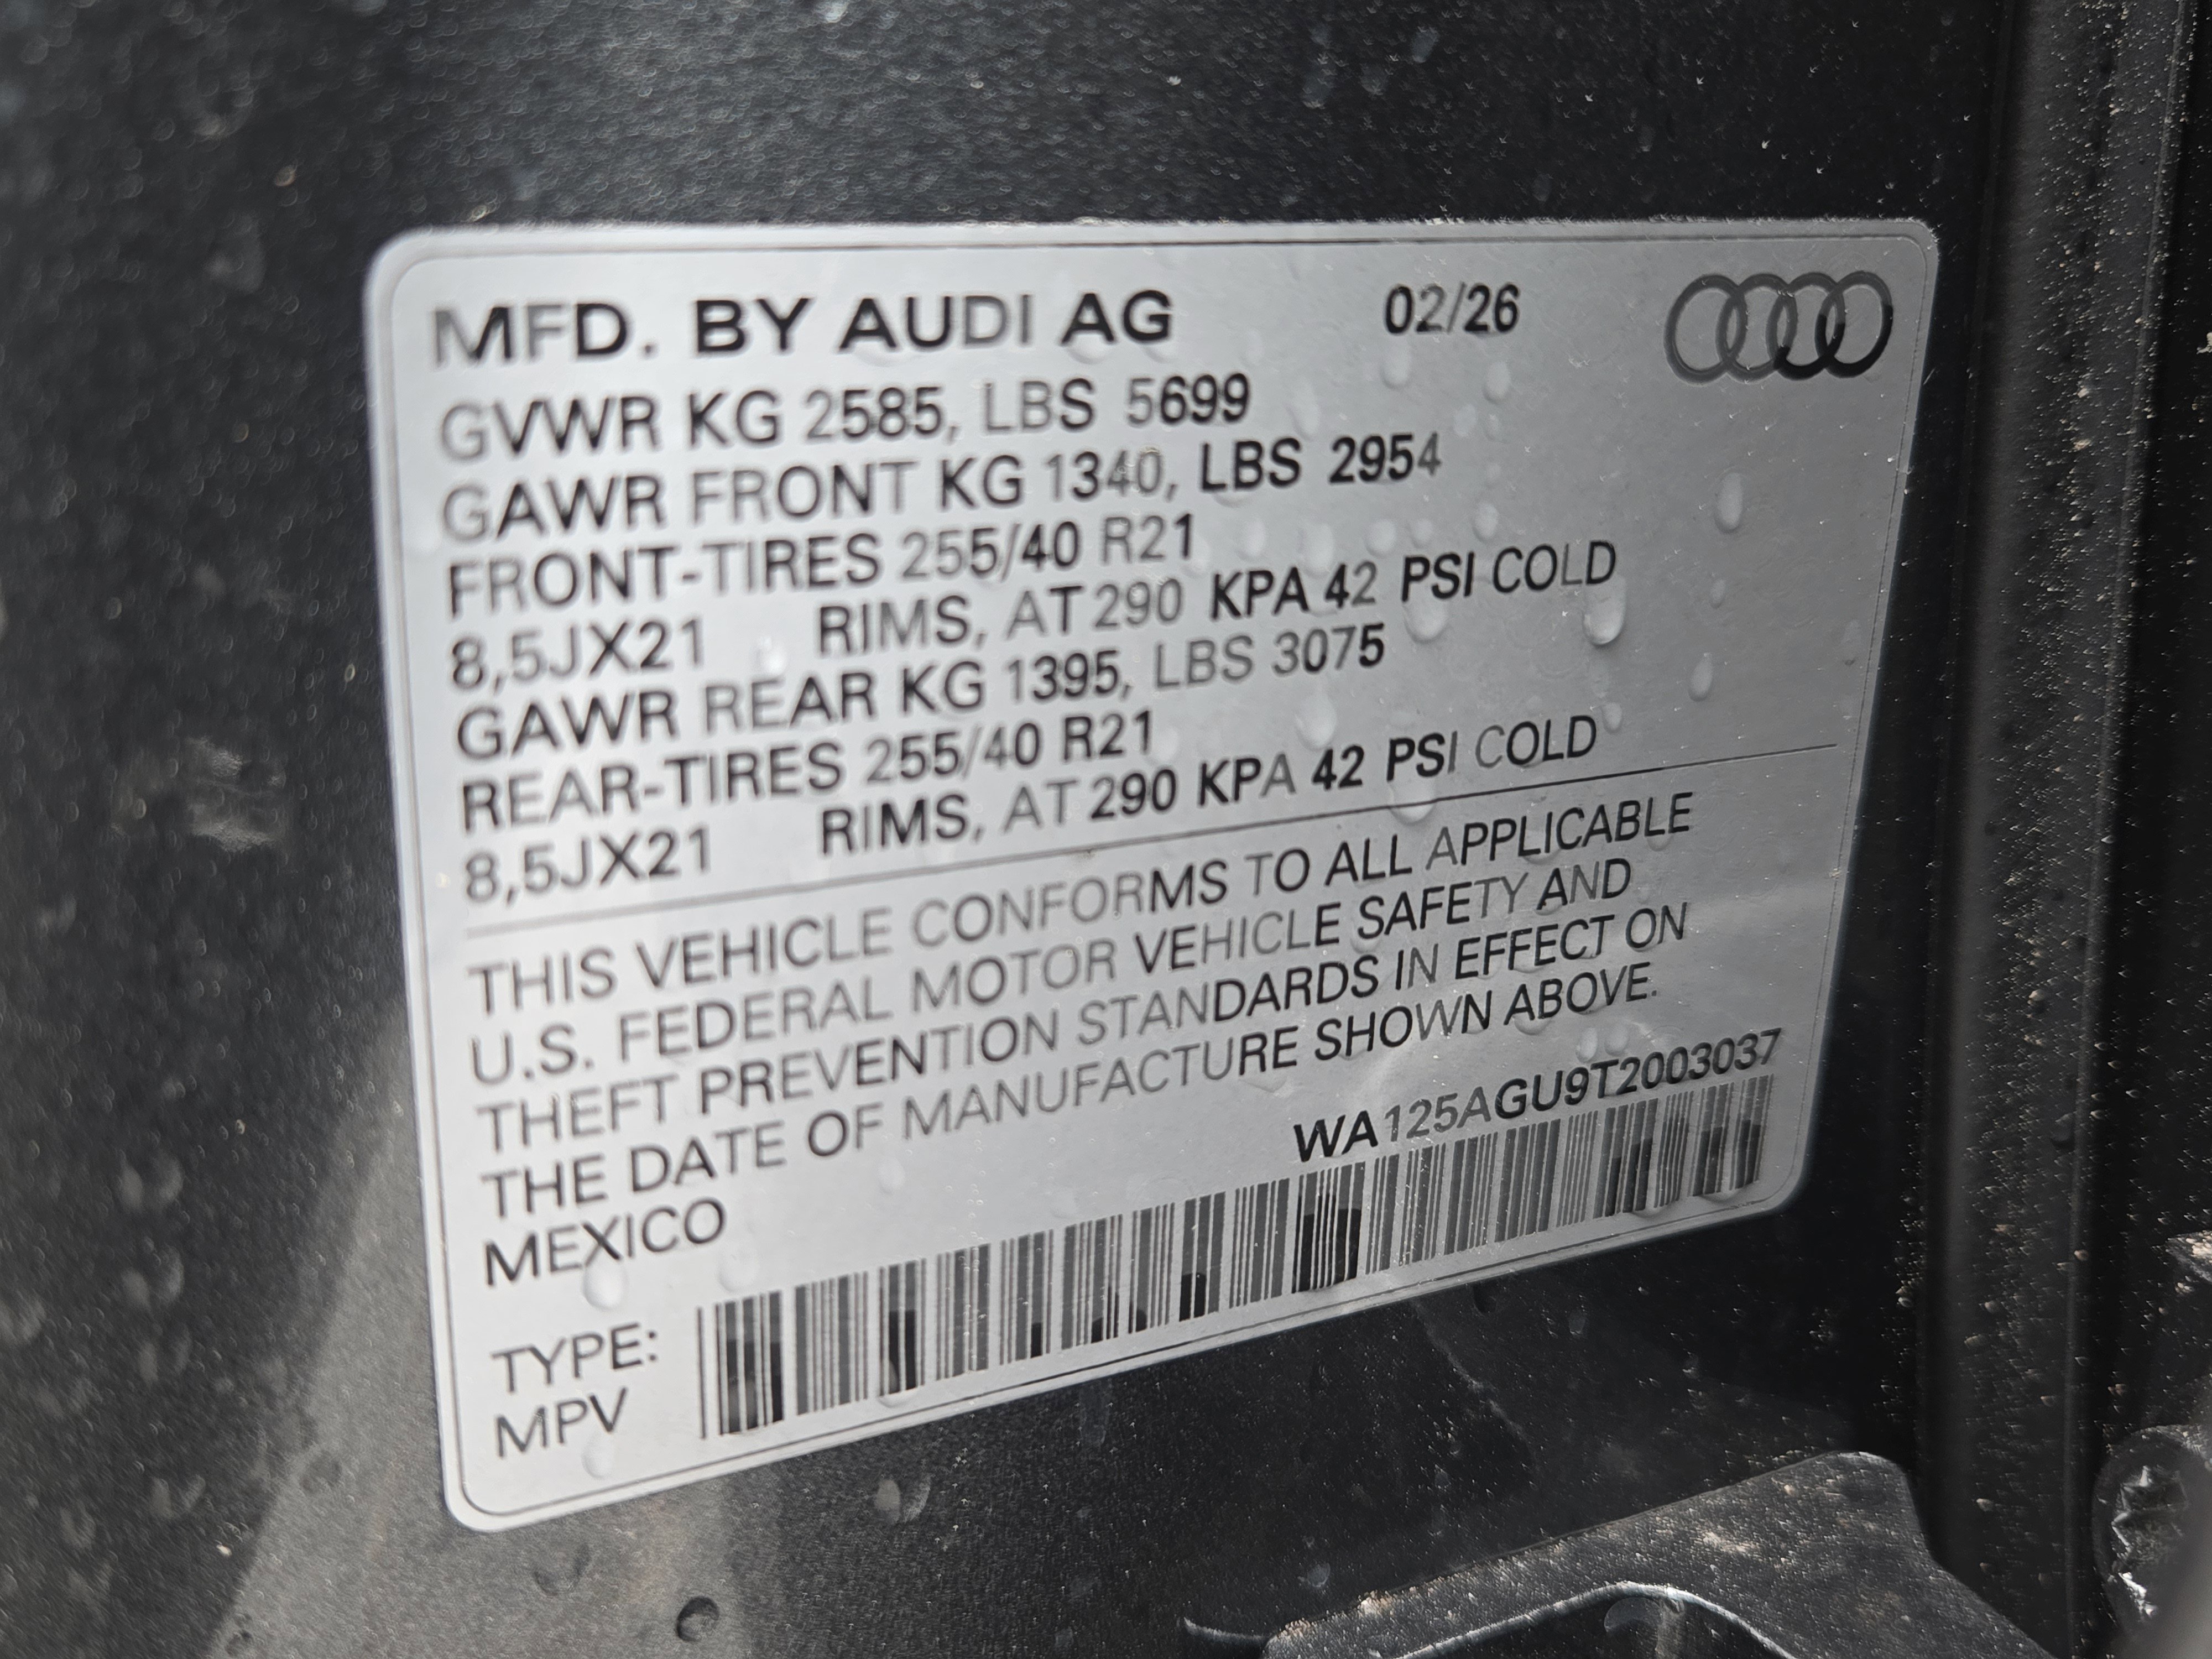 MFD. BY AUDI AG 02/26
GVWR KG 2585, LBS 5699
GAWR FRONT KG 1340, LBS 2954
FRONT-TIRES 255/40 R21
8,5JX21 RIMS, AT 290 KPA 42 PSI COLD
GAWR REAR KG 1395, LBS 3075
REAR-TIRES 255/40 R21
8,5JX21 RIMS, AT 290 KPA 42 PSI COLD
THIS VEHICLE CONFORMS TO ALL APPLICABLE
U.S. FEDERAL MOTOR VEHICLE SAFETY AND
THEFT PREVENTION STANDARDS IN EFFECT ON
THE DATE OF MANUFACTURE SHOWN ABOVE.
MEXICO
WA125AGU9T2003037
TYPE:
MPV